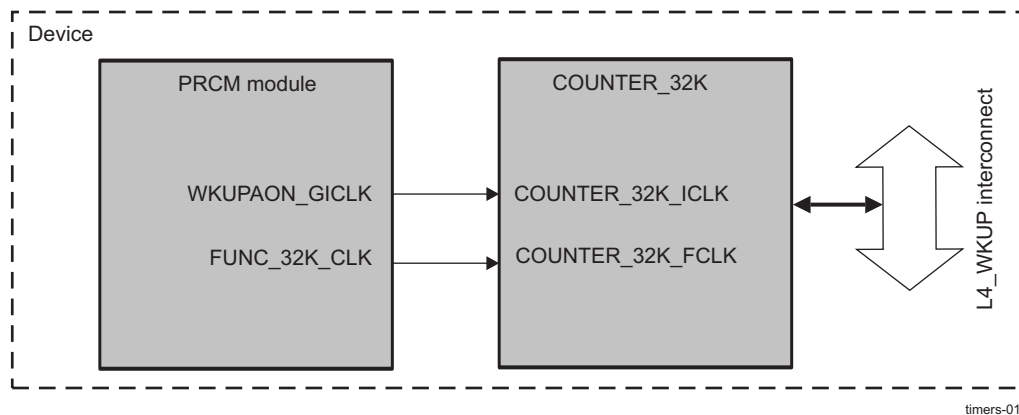 Device
PRCM module
COUNTER_32K
WKUPAON_GICLK
COUNTER_32K_ICLK
FUNC_32K_CLK
COUNTER_32K_FCLK
L4_WKUP interconnect
timers-01